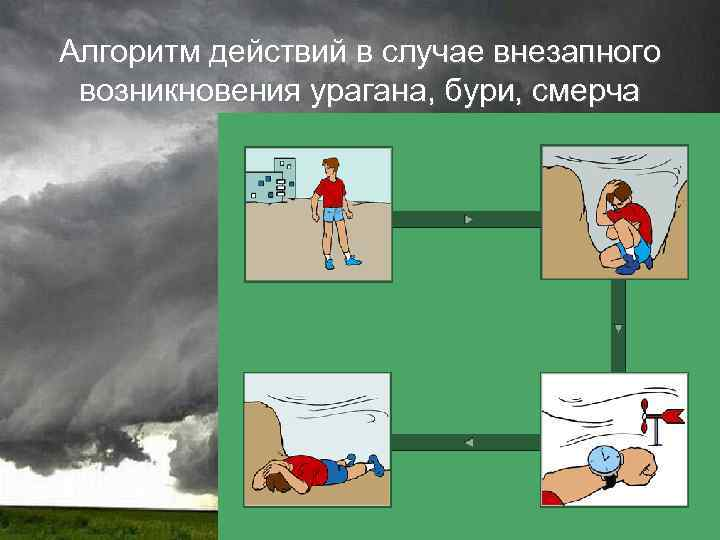 Алгоритм действий в случае внезапного
возникновения урагана, бури, смерча